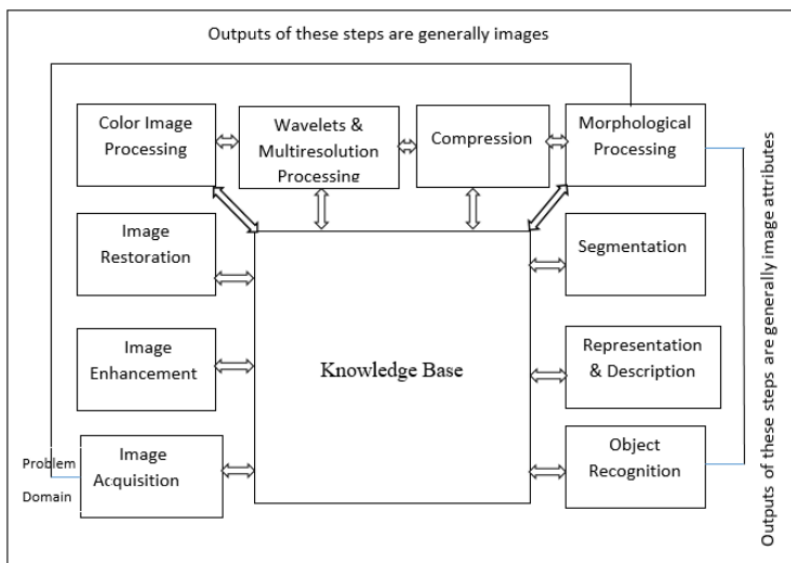 Outputs of these steps are generally images
Color Image
Processing
Wavelets &
Multiresolution
Processing
Compression
Morphological
Processing
Image
Restoration
Segmentation
Image
Enhancement
Knowledge Base
Representation
& Description
Problem
Domain
Image
Acquisition
Object
Recognition
Outputs of these steps are generally image attributes